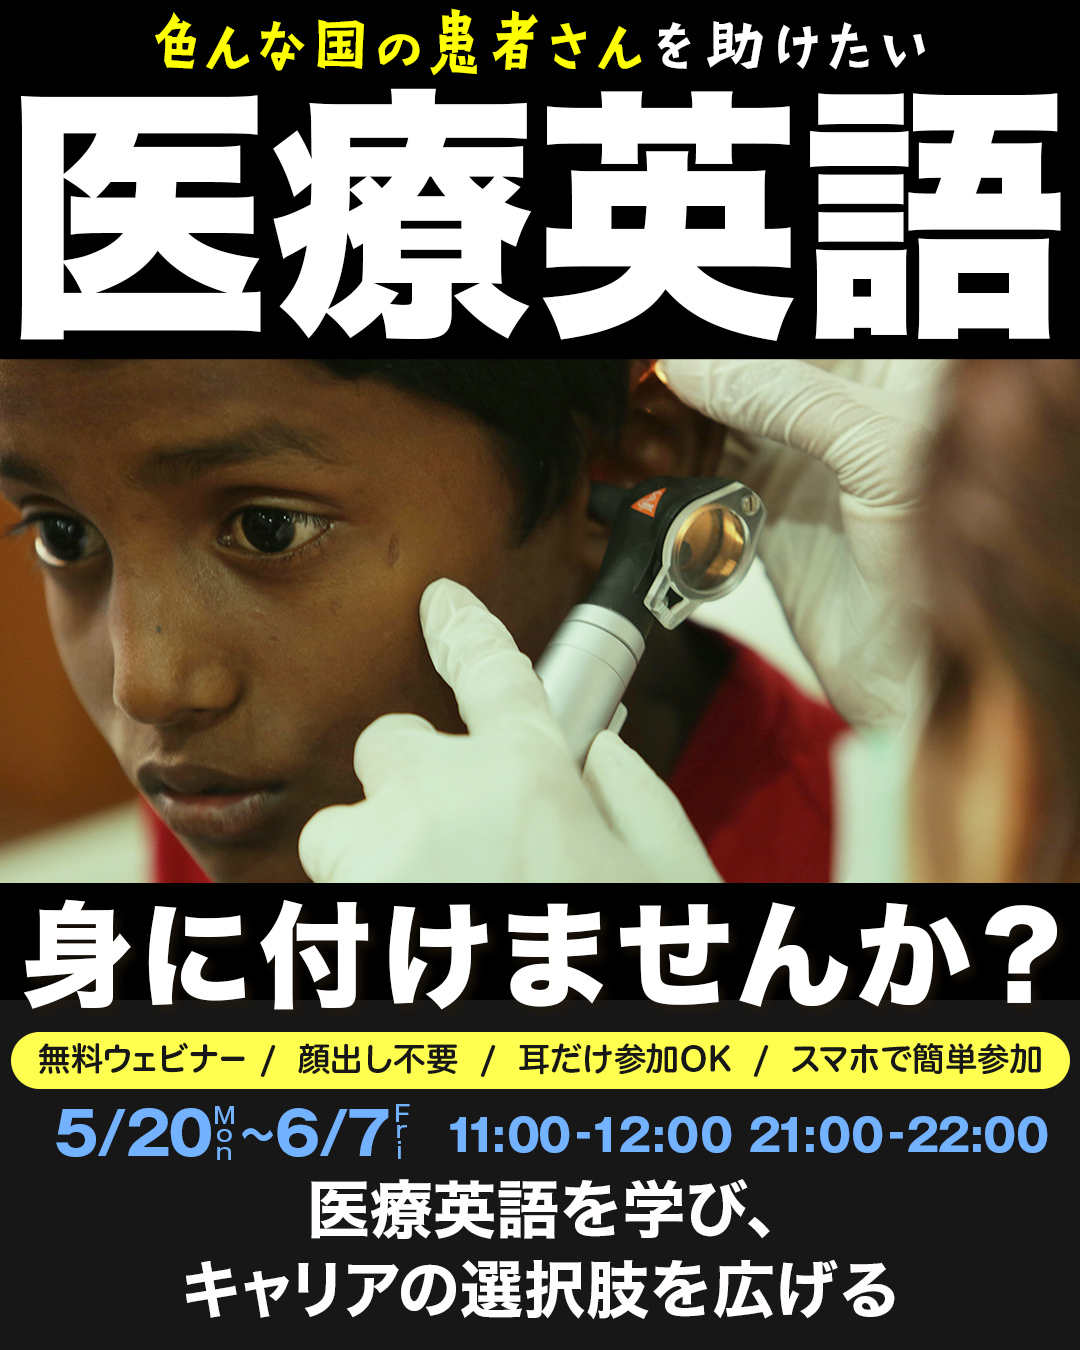 色んな国の患者さんを助けたい
医療英語
身に付けませんか？
無料ウェビナー / 顔出し不要 / 耳だけ参加OK / スマホで簡単参加
5/20Mon〜6/7Fri 11:00-12:00 21:00-22:00
医療英語を学び、
キャリアの選択肢を広げる